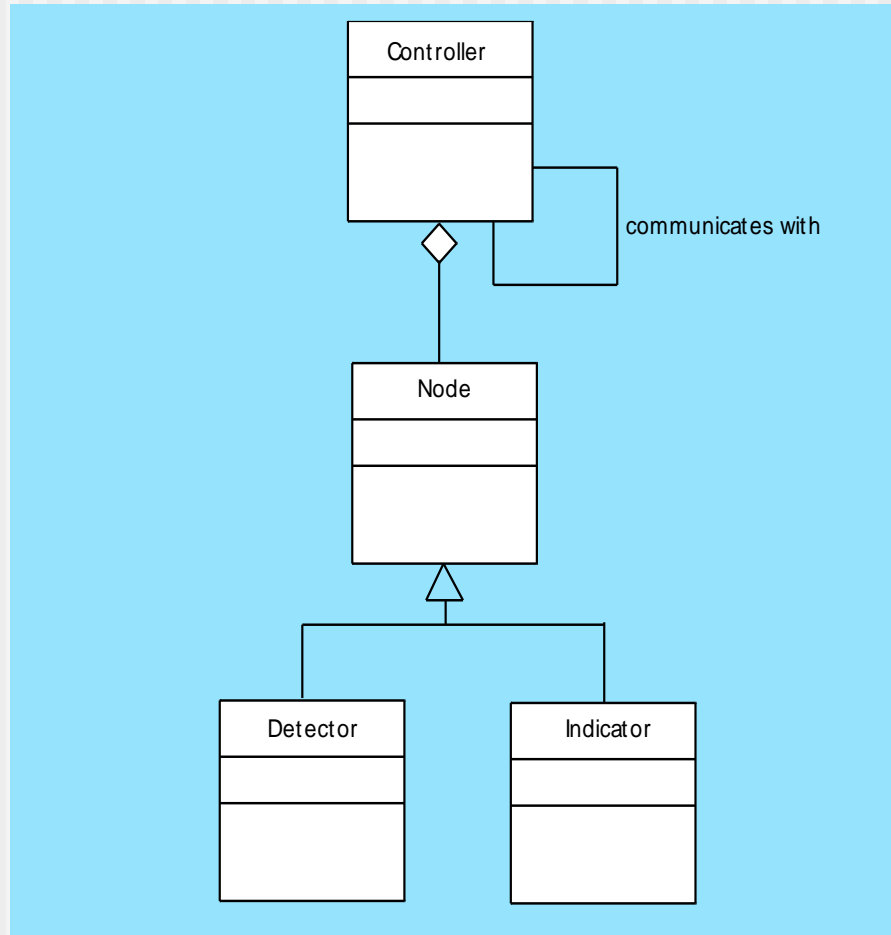 Controller
communicates with
Node
Detector
Indicator